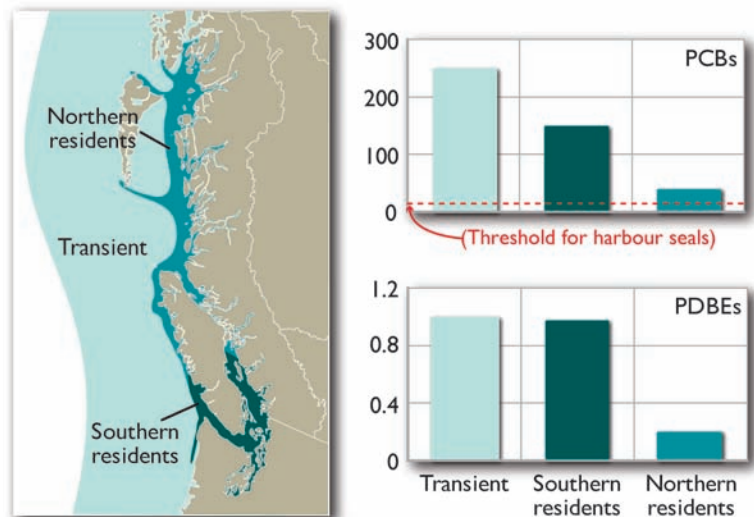 Northern
residents
Transient
Southern
residents
300
PCBs
200
100
0
(Threshold for harbour seals)
1.2
PDBEs
0.8
0.4
0
Transient
Southern
residents
Northern
residents